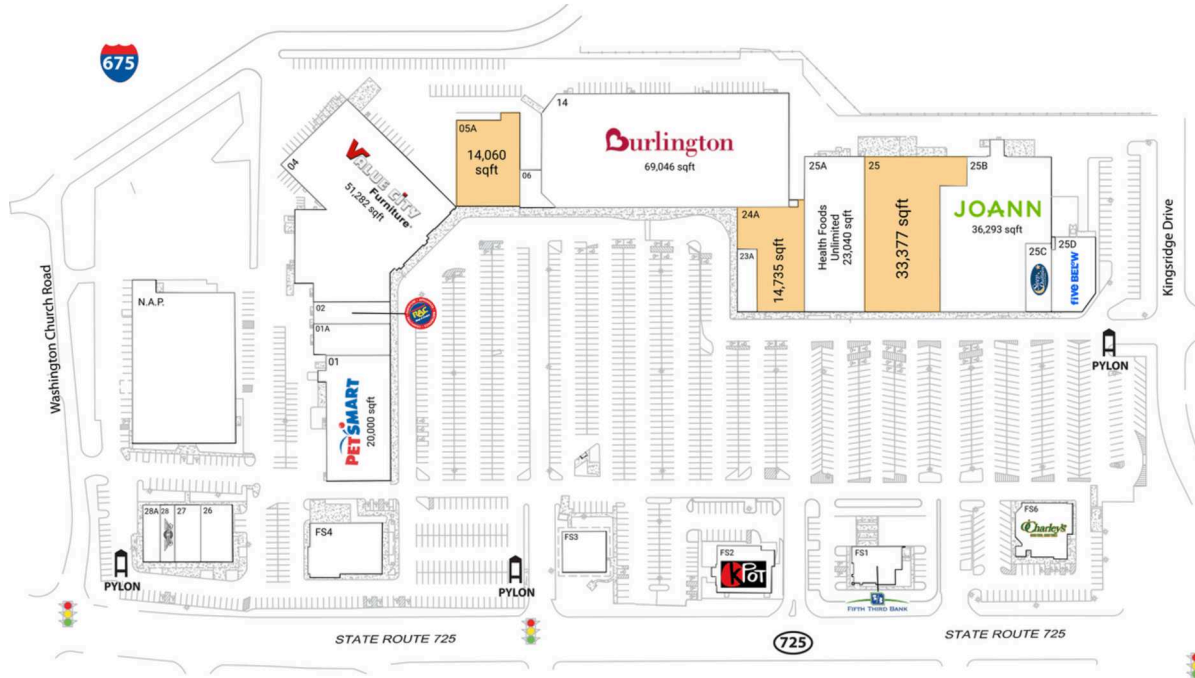 675
14
Burlington
69,046 sqft
05A
14,060
sqft
06
04
VALUE CITY
Furniture
51,282 sqft
25A
Health Foods
Unlimited
23,040 sqft
25
33,377 sqft
25B
JOANN
36,293 sqft
24A
14,735 sqft
23A
25C
25D
five BEL°W
Kingsridge Drive
Washington Church Road
N.A.P.
02
RAC
01A
01
PETSMART
20,000 sqft
PYLON
28A
28
27
26
FS4
FS3
FS2
KPOT
FS1
FIFTH THIRD BANK
FS6
O'Charley's
PYLON
PYLON
STATE ROUTE 725
725
STATE ROUTE 725